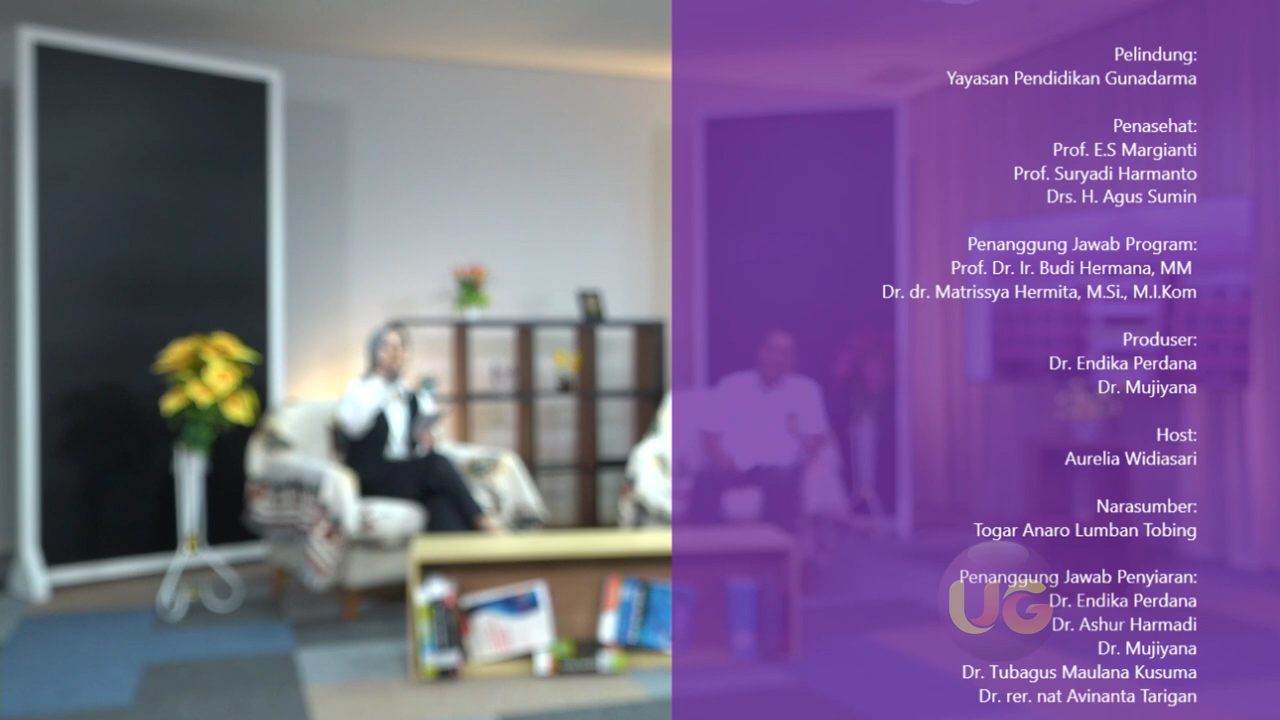 Pelindung:
Yayasan Pendidikan Gunadarma
Penasehat:
Prof. E.S Margianti
Prof. Suryadi Harmanto
Drs. H. Agus Sumin
Penanggung Jawab Program:
Prof. Dr. Ir. Budi Hermana, MM
Dr. dr. Matrissya Hermita, M.Si., M.I.Kom
Produser:
Dr. Endika Perdana
Dr. Mujiyana
Host:
Aurelia Widiasari
Narasumber:
Togar Anaro Lumban Tobing
Penanggung Jawab Penyiaran:
Dr. Endika Perdana
UG
Dr. Ashur Harmadi
Dr. Mujiyana
Dr. Tubagus Maulana Kusuma
Dr. rer. nat Avinanta Tarigan